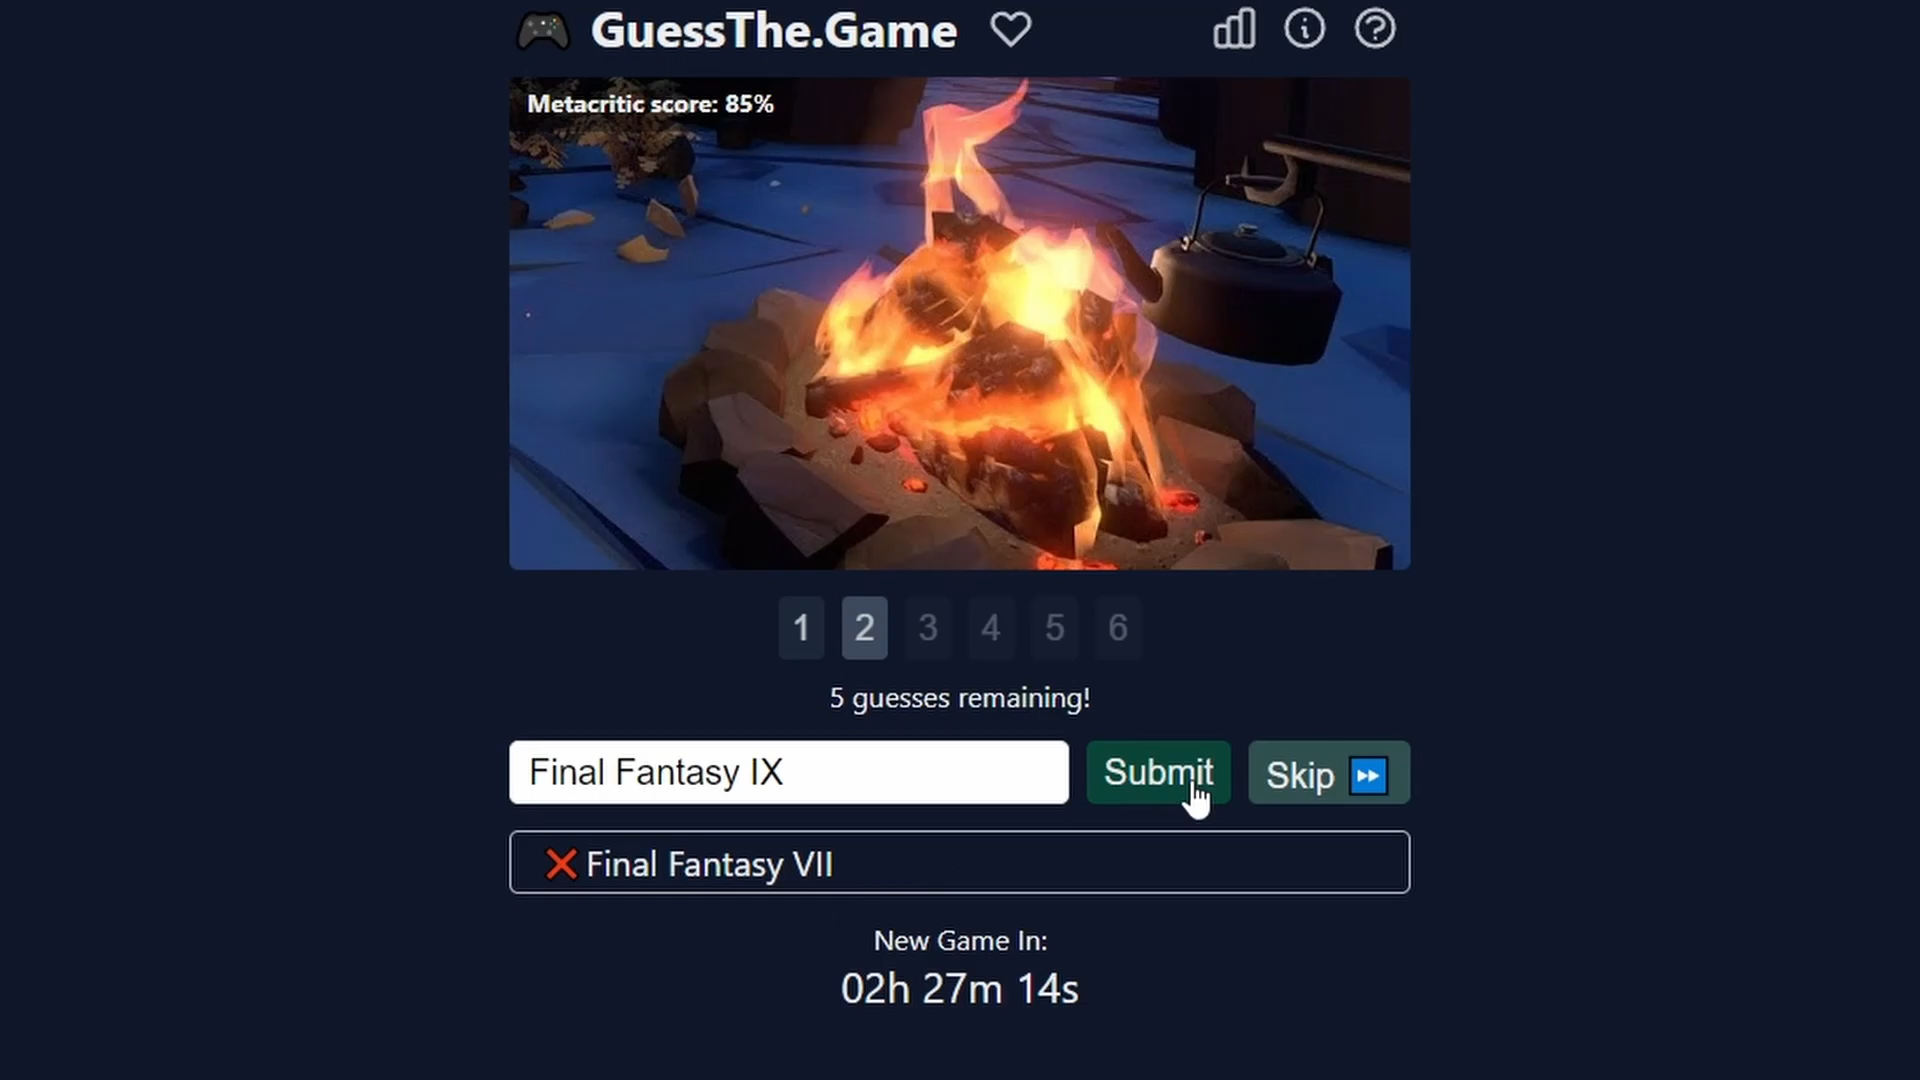 GuessThe.Game
Metacritic score: 85%
1 2 3 4 5 6
5 guesses remaining!
Final Fantasy IX
Submit
Skip
Final Fantasy VII
New Game In:
02h 27m 14s